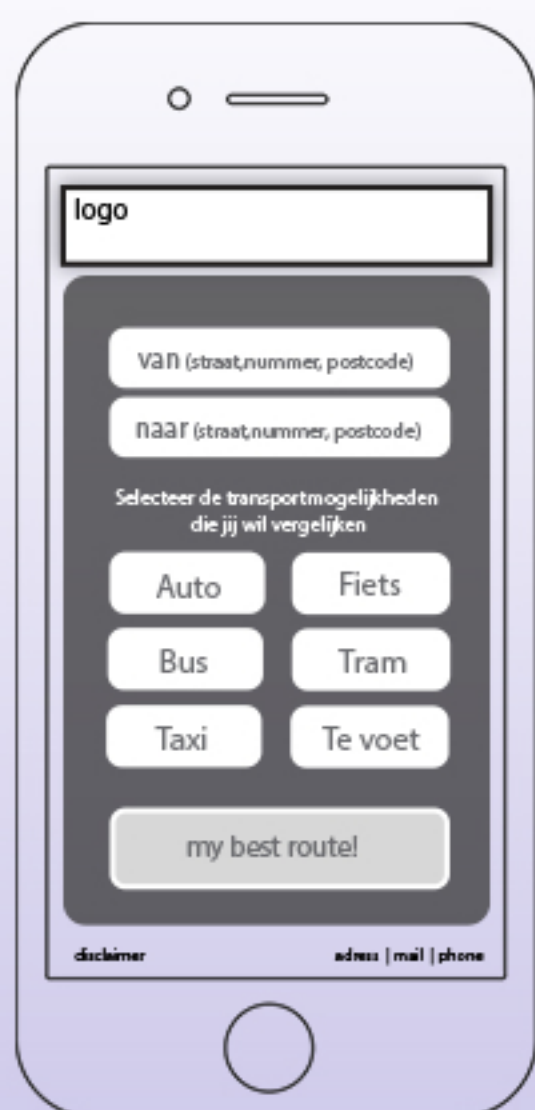 logo
van (straat,nummer, postcode)
naar (straat,nummer, postcode)
Selecteer de transportmogelijkheden
die jij wil vergelijken
Auto Fiets
Bus Tram
Taxi Te voet
my best route!
disclaimer adress | mail | phone